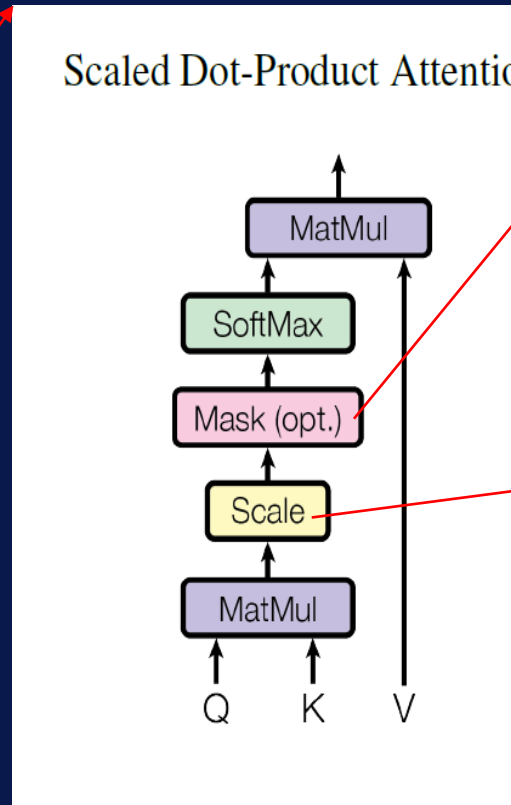 Scaled Dot-Product Attentio
MatMul
SoftMax
Mask (opt.)
Scale
MatMul
Q K V